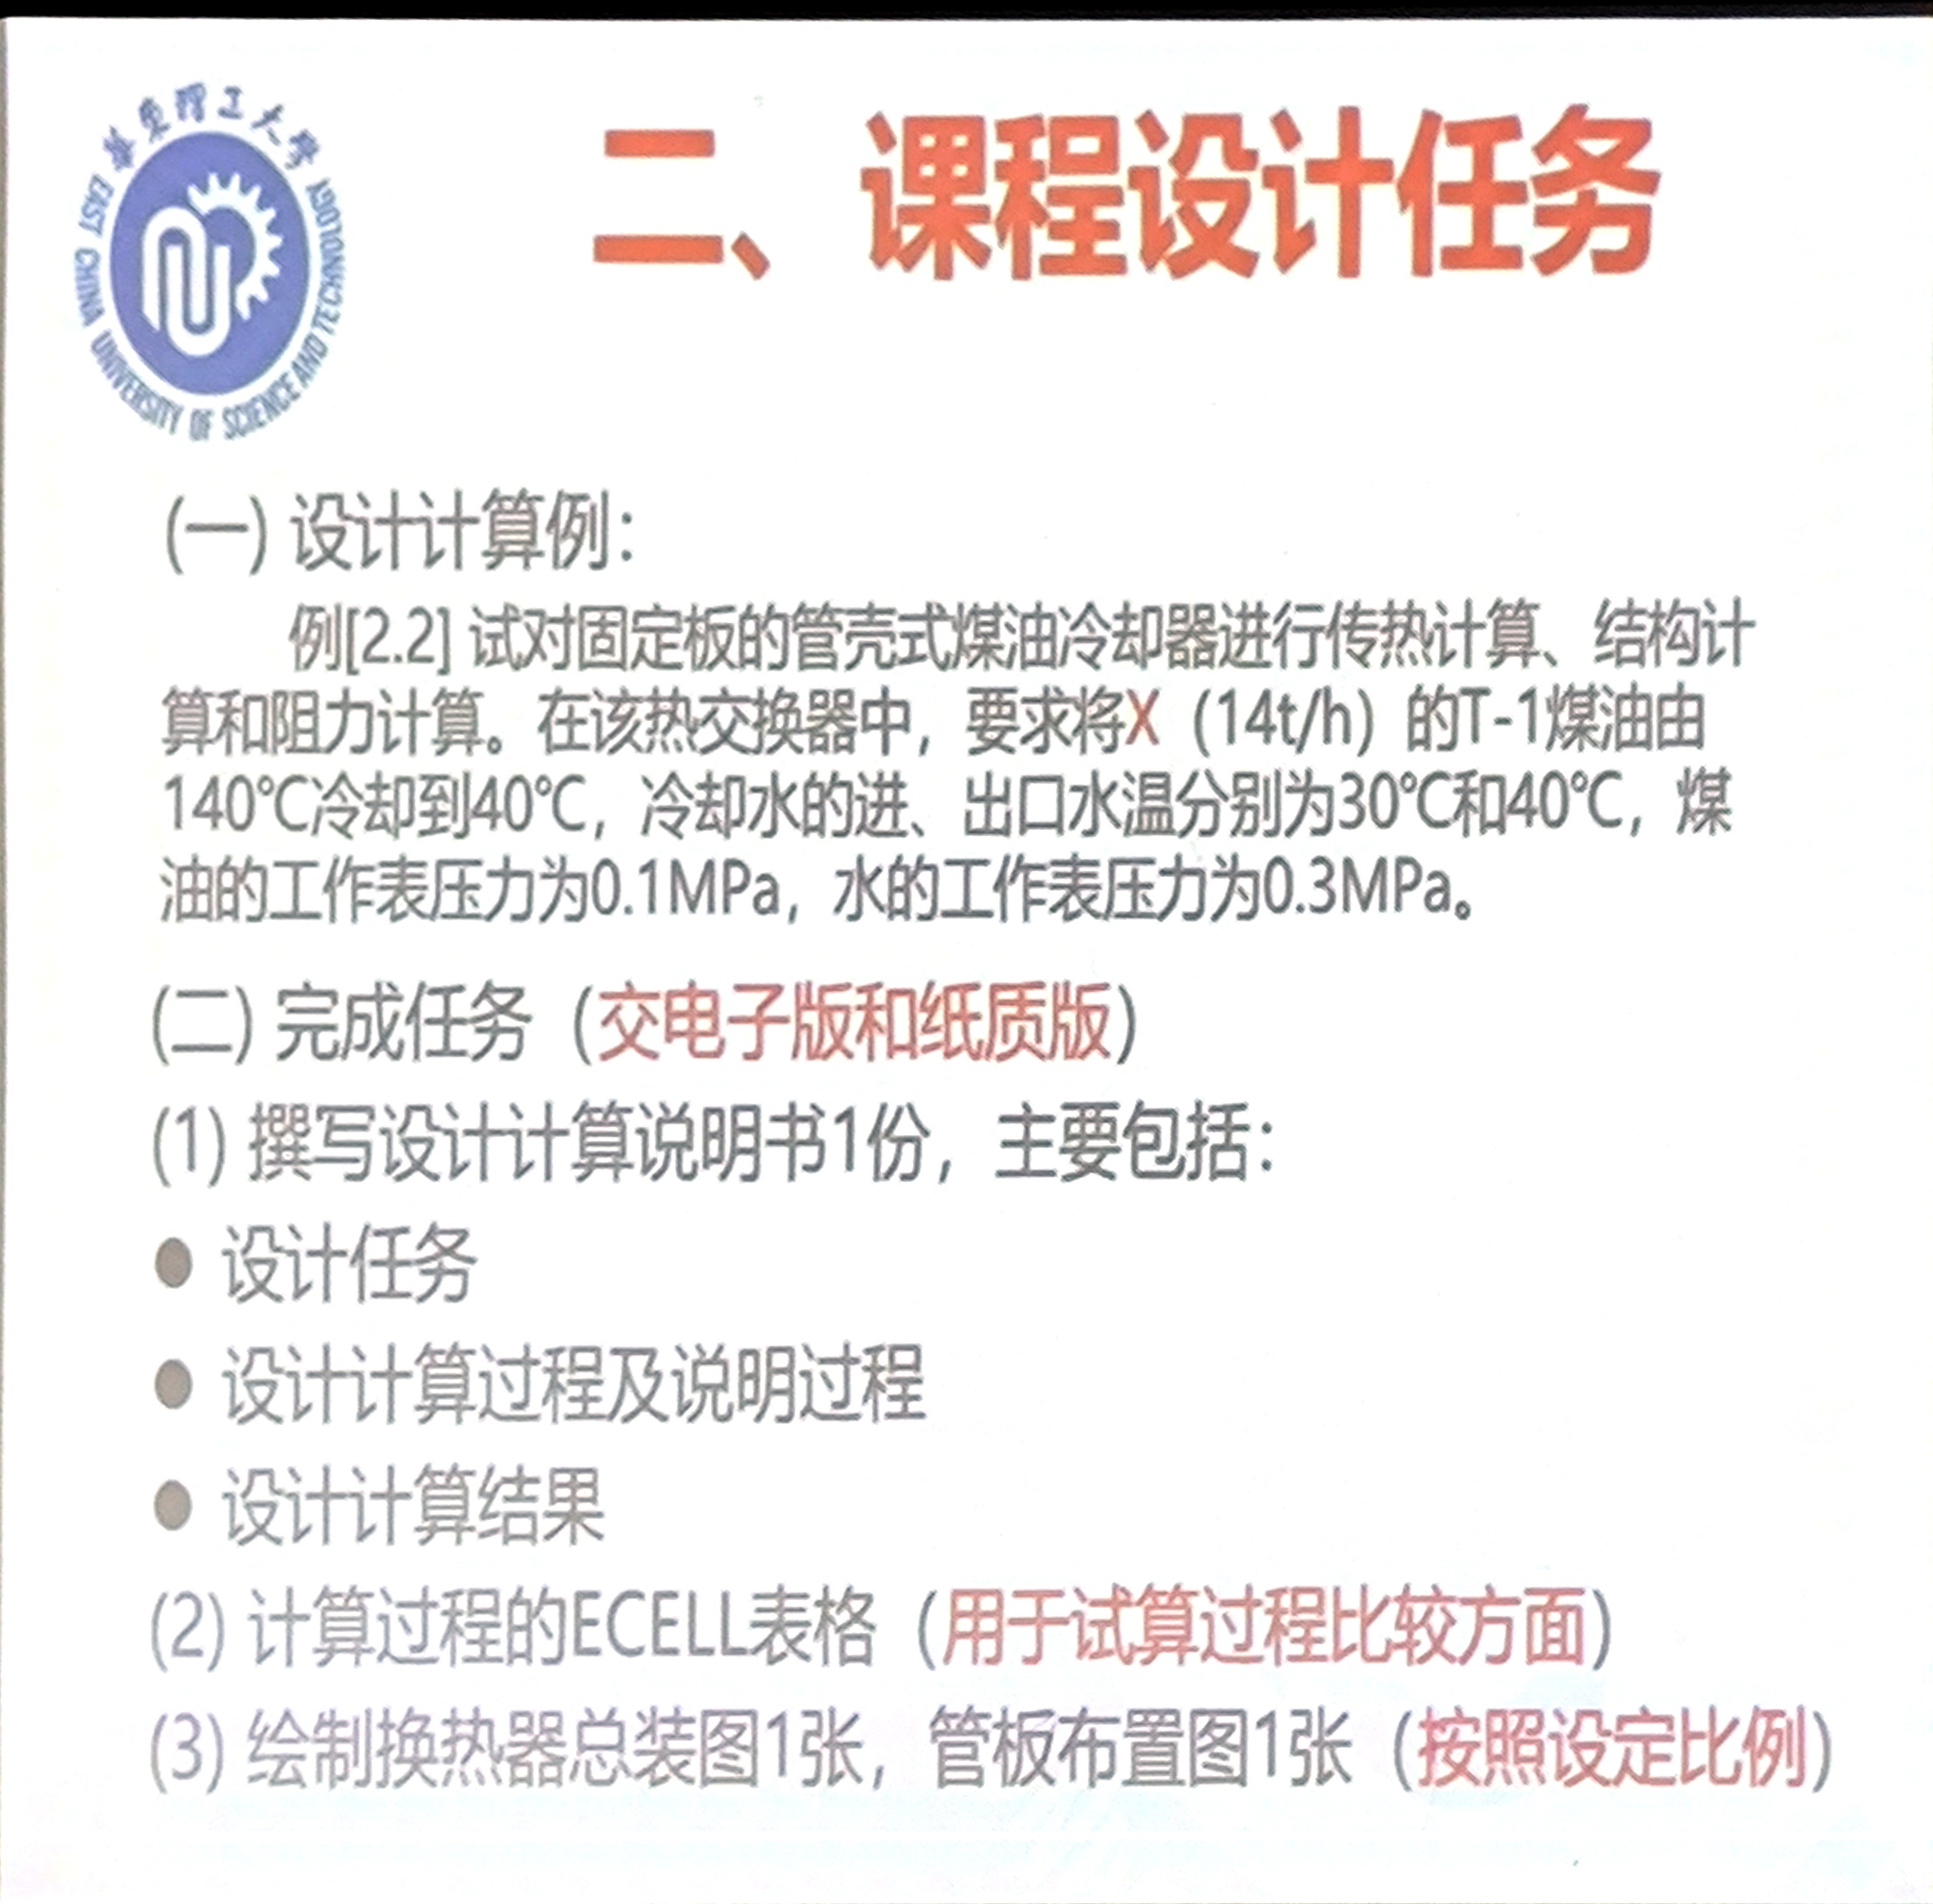 華東理工大學
EAST CHINA UNIVERSITY OF SCIENCE AND TECHNOLOGY
二、课程设计任务
(一) 设计计算例：
例[2.2] 试对固定板的管壳式煤油冷却器进行传热计算、结构计
算和阻力计算。在该热交换器中，要求将X（14t/h）的T-1煤油由
140℃冷却到40℃，冷却水的进、出口水温分别为30℃和40℃，煤
油的工作表压力为0.1MPa，水的工作表压力为0.3MPa。
(二) 完成任务（交电子版和纸质版）
(1) 撰写设计计算说明书1份，主要包括：
● 设计任务
● 设计计算过程及说明过程
● 设计计算结果
(2) 计算过程的ECELL表格（用于试算过程比较方面）
(3) 绘制换热器总装图1张，管板布置图1张（按照设定比例）